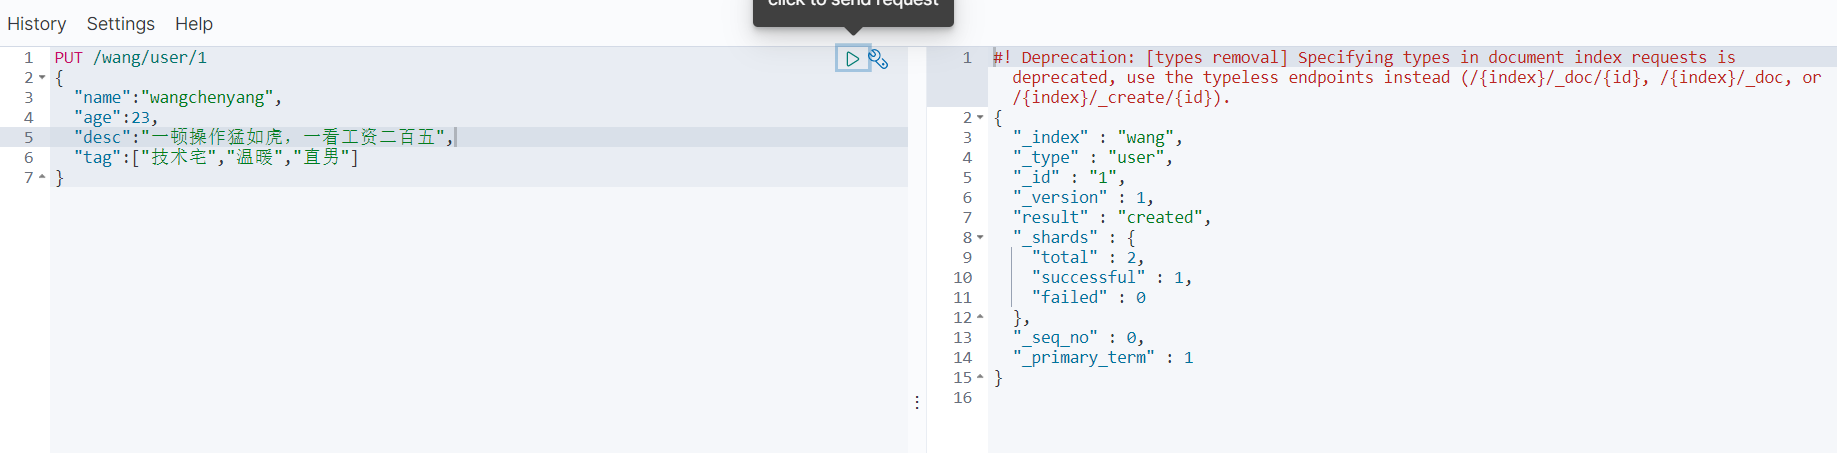 click to send request
History Settings Help
1 PUT /wang/user/1
2 {
3 "name":"wangchenyang",
4 "age":23,
5 "desc":"一顿操作猛如虎，一看工资二百五",
6 "tag":["技术宅","温暖","直男"]
7 }
1 #! Deprecation: [types removal] Specifying types in document index requests is
deprecated, use the typeless endpoints instead (/{index}/_doc/{id}, /{index}/_doc, or
/{index}/_create/{id}).
2 {
3 "_index" : "wang",
4 "_type" : "user",
5 "_id" : "1",
6 "_version" : 1,
7 "result" : "created",
8 "_shards" : {
9 "total" : 2,
10 "successful" : 1,
11 "failed" : 0
12 },
13 "_seq_no" : 0,
14 "_primary_term" : 1
15 }
16